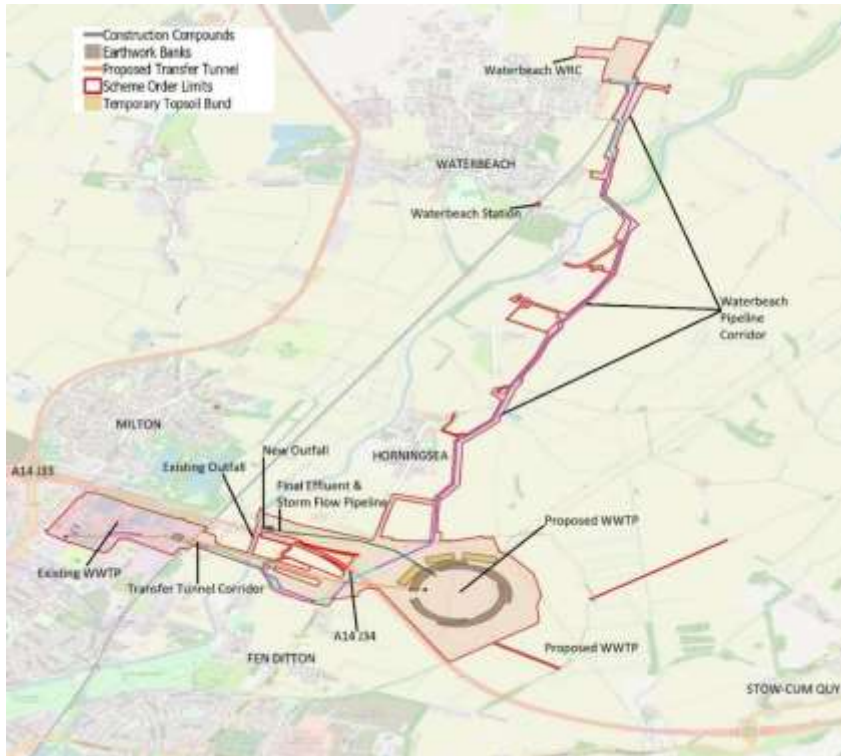 Construction Compounds
Earthwork Banks
Proposed Transfer Tunnel
Scheme Order Limits
Temporary Topsoil Bund
Waterbeach WRC
WATERBEACH
Waterbeach Station
Waterbeach
Pipeline
Corridor
MILTON
New Outfall
HORNINGSEA
A14 J33
Existing Outfall
Final Effluent &
Storm Flow Pipeline
Proposed WWTP
Existing WWTP
Transfer Tunnel Corridor
A14 J34
FEN DITTON
Proposed WWTP
STOW-CUM QUY